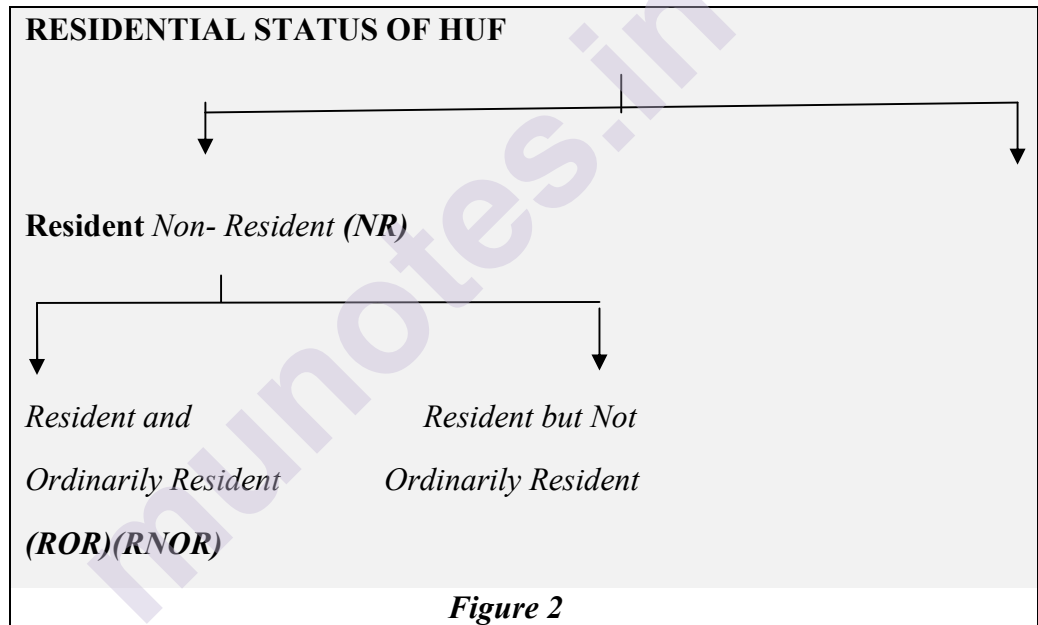 RESIDENTIAL STATUS OF HUF
Resident Non- Resident (NR)
Resident and Resident but Not
Ordinarily Resident Ordinarily Resident
(ROR)(RNOR)
Figure 2
munotes.in